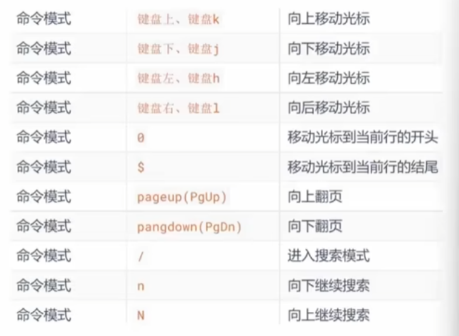 命令模式 键盘上、键盘k 向上移动光标
命令模式 键盘下、键盘j 向下移动光标
命令模式 键盘左、键盘h 向左移动光标
命令模式 键盘右、键盘l 向后移动光标
命令模式 0 移动光标到当前行的开头
命令模式 $ 移动光标到当前行的结尾
命令模式 pageup(PgUp) 向上翻页
命令模式 pangdown(PgDn) 向下翻页
命令模式 / 进入搜索模式
命令模式 n 向下继续搜索
命令模式 N 向上继续搜索